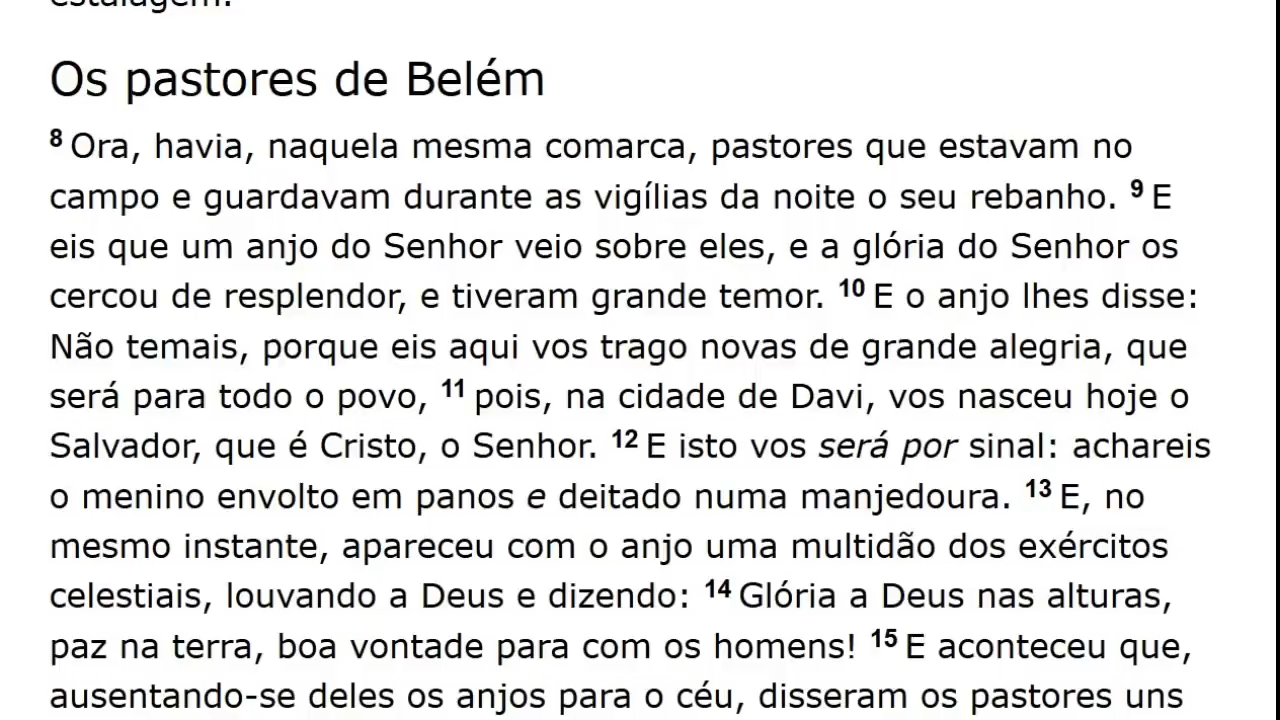 estalagem.
Os pastores de Belém
8 Ora, havia, naquela mesma comarca, pastores que estavam no
campo e guardavam durante as vigílias da noite o seu rebanho. 9 E
eis que um anjo do Senhor veio sobre eles, e a glória do Senhor os
cercou de resplendor, e tiveram grande temor. 10 E o anjo lhes disse:
Não temais, porque eis aqui vos trago novas de grande alegria, que
será para todo o povo, 11 pois, na cidade de Davi, vos nasceu hoje o
Salvador, que é Cristo, o Senhor. 12 E isto vos será por sinal: achareis
o menino envolto em panos e deitado numa manjedoura. 13 E, no
mesmo instante, apareceu com o anjo uma multidão dos exércitos
celestiais, louvando a Deus e dizendo: 14 Glória a Deus nas alturas,
paz na terra, boa vontade para com os homens! 15 E aconteceu que,
ausentando-se deles os anjos para o céu, disseram os pastores uns